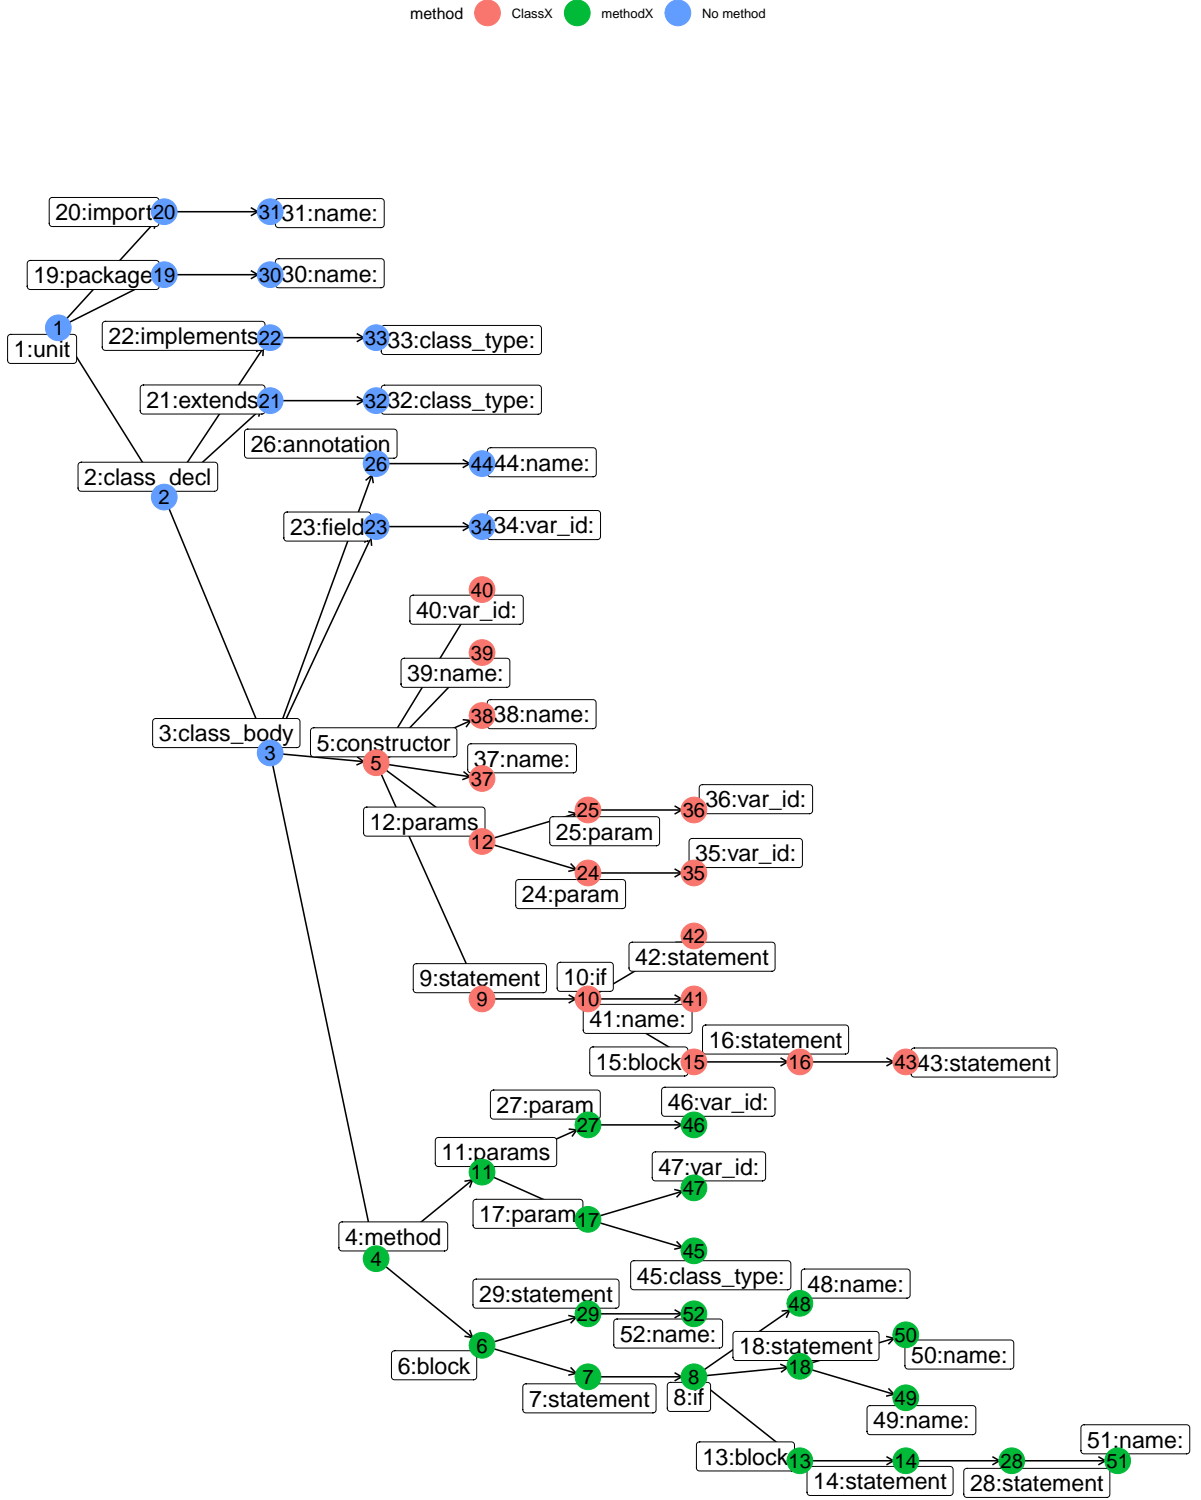 method ClassX methodX No method
20:import 20 31 31:name:
19:package 19 30 30:name:
1
1:unit
22:implements 22 33 33:class_type:
21:extends 21 32 32:class_type:
26:annotation
26 44 44:name:
2:class_decl
2
23:field 23 34 34:var_id:
40
40:var_id:
39
39:name:
38 38:name:
3:class_body
3
5:constructor
5
37:name:
37
36:var_id:
25 36
25:param
12:params
12
35:var_id:
24 35
24:param
42
42:statement
9:statement
10:if
9 10 41
41:name:
16:statement
15:block 15 16 43 43:statement
27:param
46:var_id:
27 46
11:params
11
47:var_id:
47
17:param 17
4:method
4
45
45:class_type:
48:name:
48
29:statement
29 52
52:name:
6
6:block
50
50:name:
18:statement
18
7 8
7:statement
8:if
49
49:name:
51:name:
13:block 13 14 28 51
14:statement
28:statement